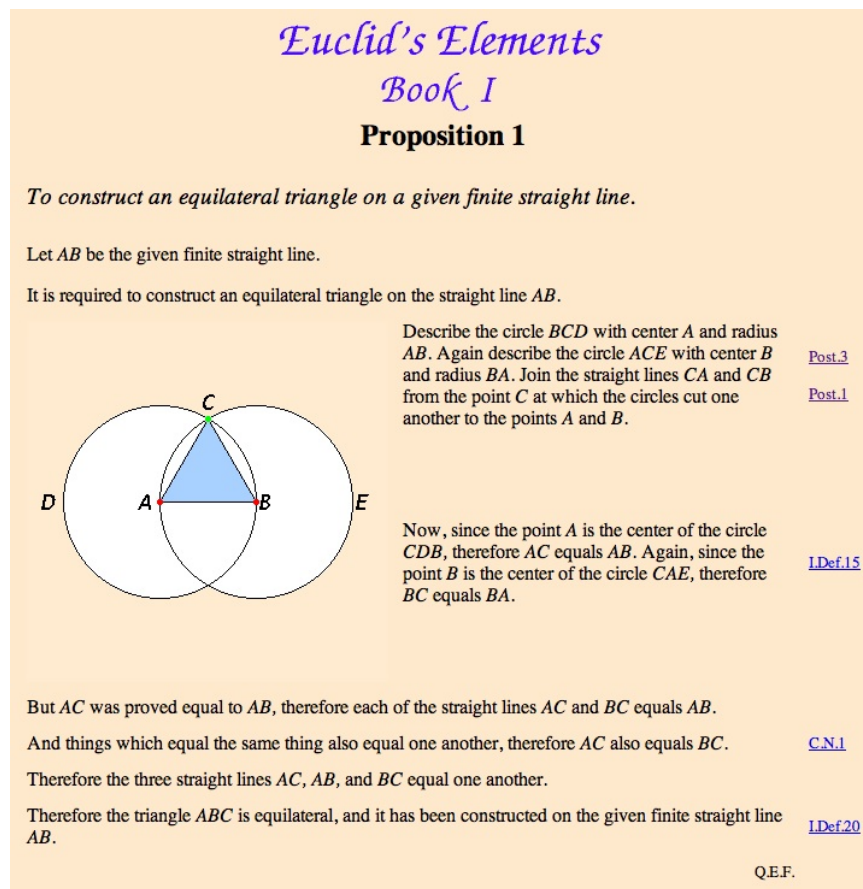 Euclid's Elements
Book I
Proposition 1
To construct an equilateral triangle on a given finite straight line.
Let AB be the given finite straight line.
It is required to construct an equilateral triangle on the straight line AB.
C
D
A
B
E
Describe the circle BCD with center A and radius
AB. Again describe the circle ACE with center B
and radius BA. Join the straight lines CA and CB
from the point C at which the circles cut one
another to the points A and B.
Post.3
Post.1
Now, since the point A is the center of the circle
CDB, therefore AC equals AB. Again, since the
point B is the center of the circle CAE, therefore
BC equals BA.
I.Def.15
But AC was proved equal to AB, therefore each of the straight lines AC and BC equals AB.
And things which equal the same thing also equal one another, therefore AC also equals BC.
C.N.1
Therefore the three straight lines AC, AB, and BC equal one another.
Therefore the triangle ABC is equilateral, and it has been constructed on the given finite straight line
AB.
I.Def.20
Q.E.F.